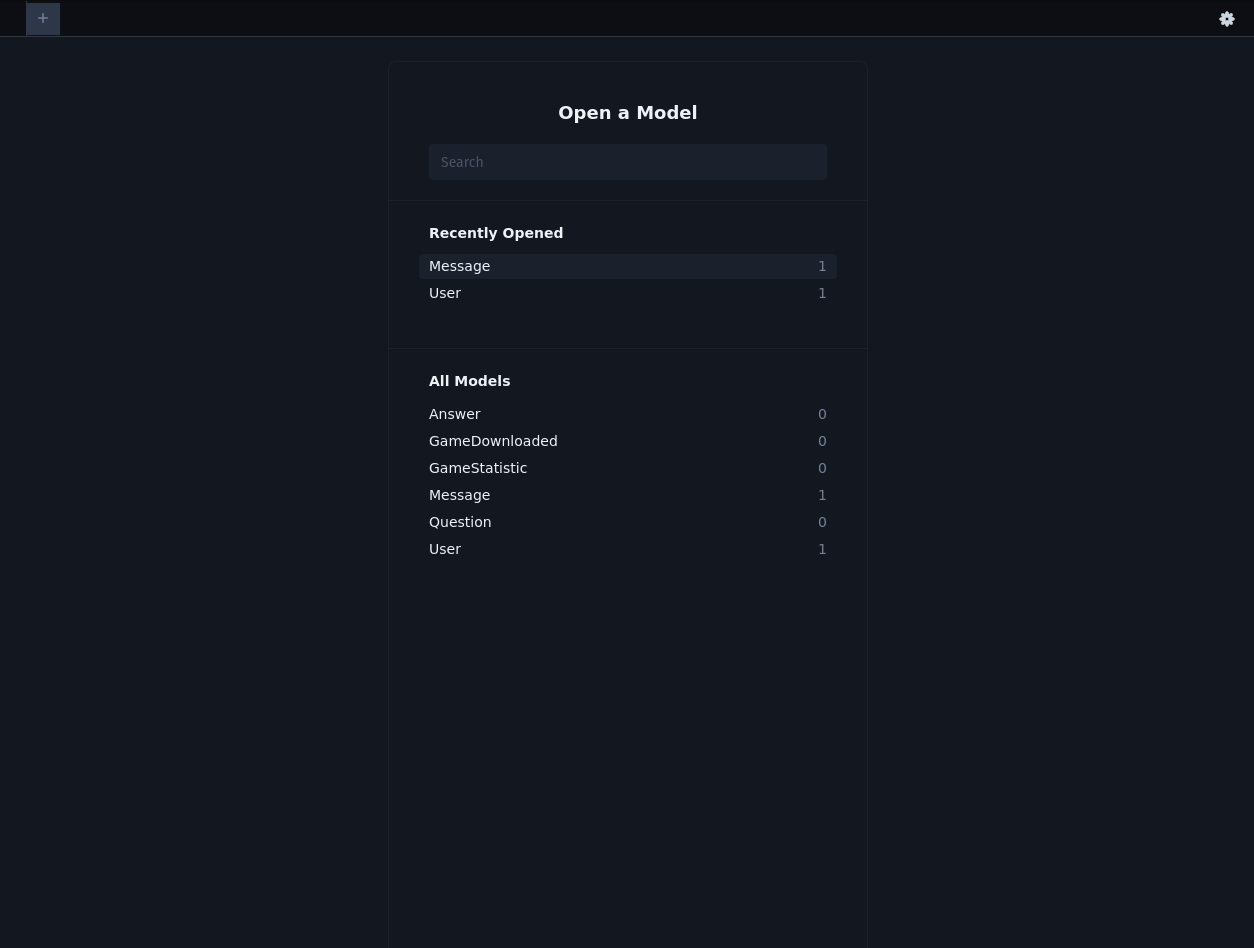 +
Open a Model
Search
Recently Opened
Message 1
User 1
All Models
Answer 0
GameDownloaded 0
GameStatistic 0
Message 1
Question 0
User 1